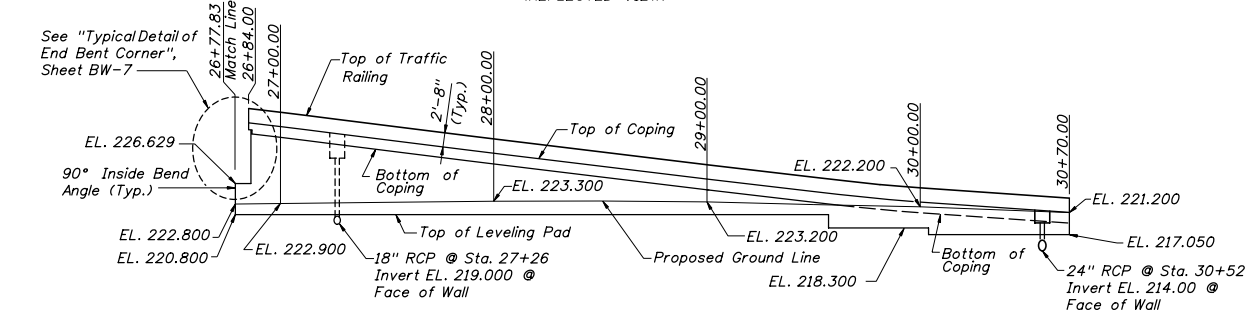 See "Typical Detail of
End Bent Corner",
Sheet BW-7
26+77.83
Match Line
26+84.00
27+00.00
Top of Traffic
Railing
2'-8"
(Typ.)
28+00.00
Top of Coping
29+00.00
30+00.00
30+70.00
EL. 226.629
90° Inside Bend
Angle (Typ.)
Bottom of
Coping
EL. 223.300
EL. 222.200
EL. 221.200
EL. 222.800
EL. 220.800
EL. 222.900
Top of Leveling Pad
EL. 223.200
Proposed Ground Line
Bottom of
Coping
EL. 217.050
18" RCP @ Sta. 27+26
Invert EL. 219.000 @
Face of Wall
EL. 218.300
24" RCP @ Sta. 30+52
Invert EL. 214.00 @
Face of Wall